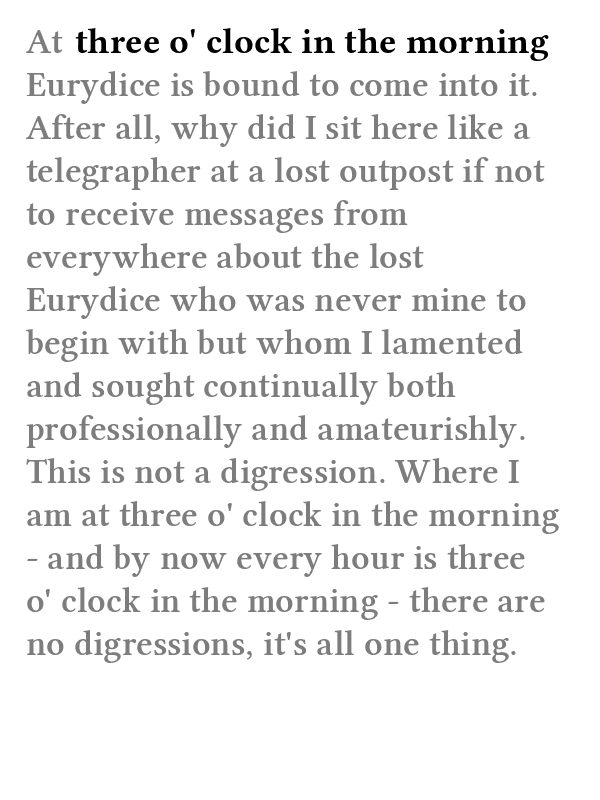 At three o' clock in the morning
Eurydice is bound to come into it.
After all, why did I sit here like a
telegrapher at a lost outpost if not
to receive messages from
everywhere about the lost
Eurydice who was never mine to
begin with but whom I lamented
and sought continually both
professionally and amateurishly.
This is not a digression. Where I
am at three o' clock in the morning
- and by now every hour is three
o' clock in the morning - there are
no digressions, it's all one thing.